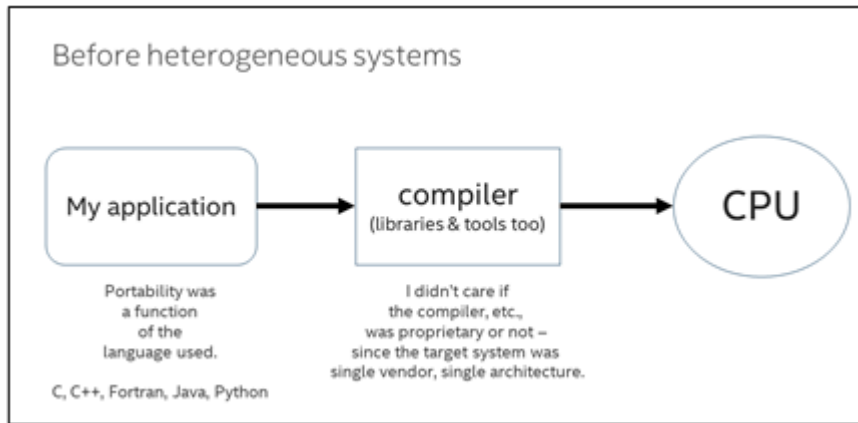 Before heterogeneous systems
My application
compiler
(libraries & tools too)
CPU
Portability was
a function
of the
language used.
C, C++, Fortran, Java, Python
I didn't care if
the compiler, etc.,
was proprietary or not –
since the target system was
single vendor, single architecture.